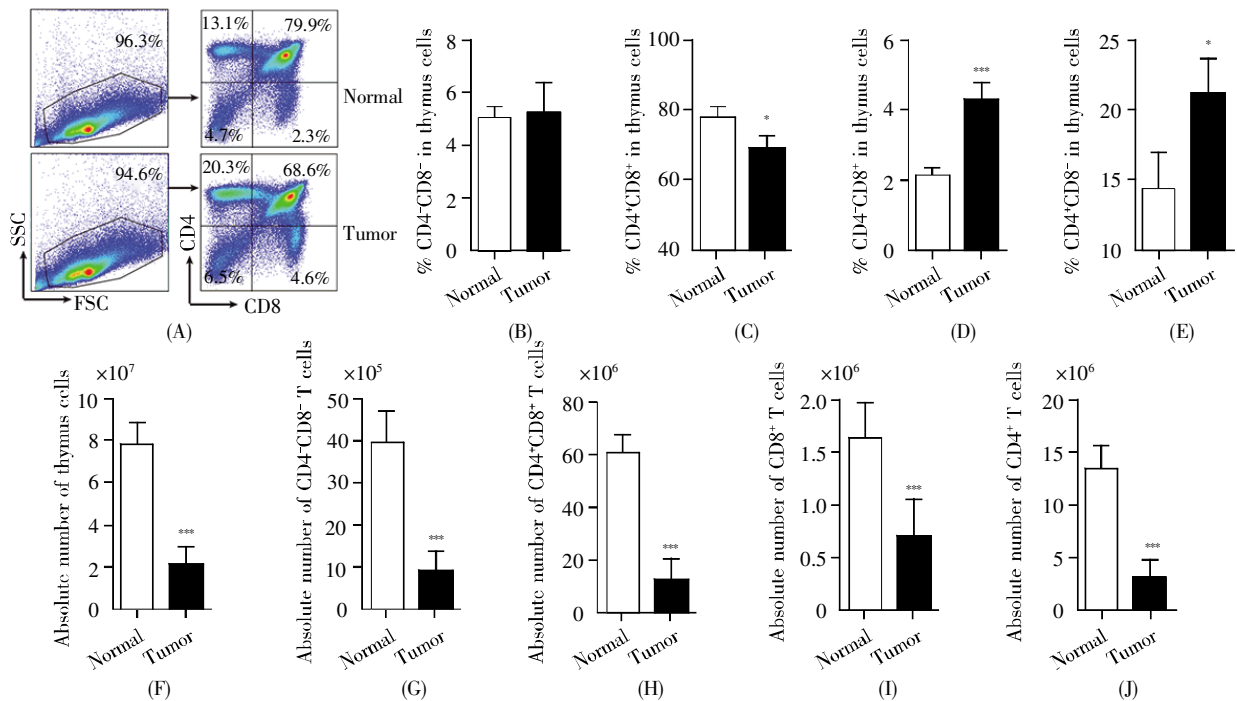 96.3%
13.1%
79.9%
4.7%
2.3%
Normal
94.6%
20.3%
68.6%
6.5%
4.6%
Tumor
SSC
FSC
CD4
CD8
(A)
% CD4⁻CD8⁻ in thymus cells
8
6
4
2
0
Normal
Tumor
(B)
% CD4⁺CD8⁺ in thymus cells
100
80
60
40
*
Normal
Tumor
(C)
% CD4⁻CD8⁺ in thymus cells
6
4
2
0
***
Normal
Tumor
(D)
% CD4⁺CD8⁻ in thymus cells
25
20
15
10
*
Normal
Tumor
(E)
Absolute number of thymus cells
×10⁷
10
8
6
4
2
0
***
Normal
Tumor
(F)
Absolute number of CD4⁻CD8⁻ T cells
×10⁵
50
40
30
20
10
0
***
Normal
Tumor
(G)
Absolute number of CD4⁺CD8⁺ T cells
×10⁶
80
60
40
20
0
***
Normal
Tumor
(H)
Absolute number of CD8⁺ T cells
×10⁶
2.0
1.5
1.0
0.5
0
***
Normal
Tumor
(I)
Absolute number of CD4⁺ T cells
×10⁶
20
15
10
5
0
***
Normal
Tumor
(J)